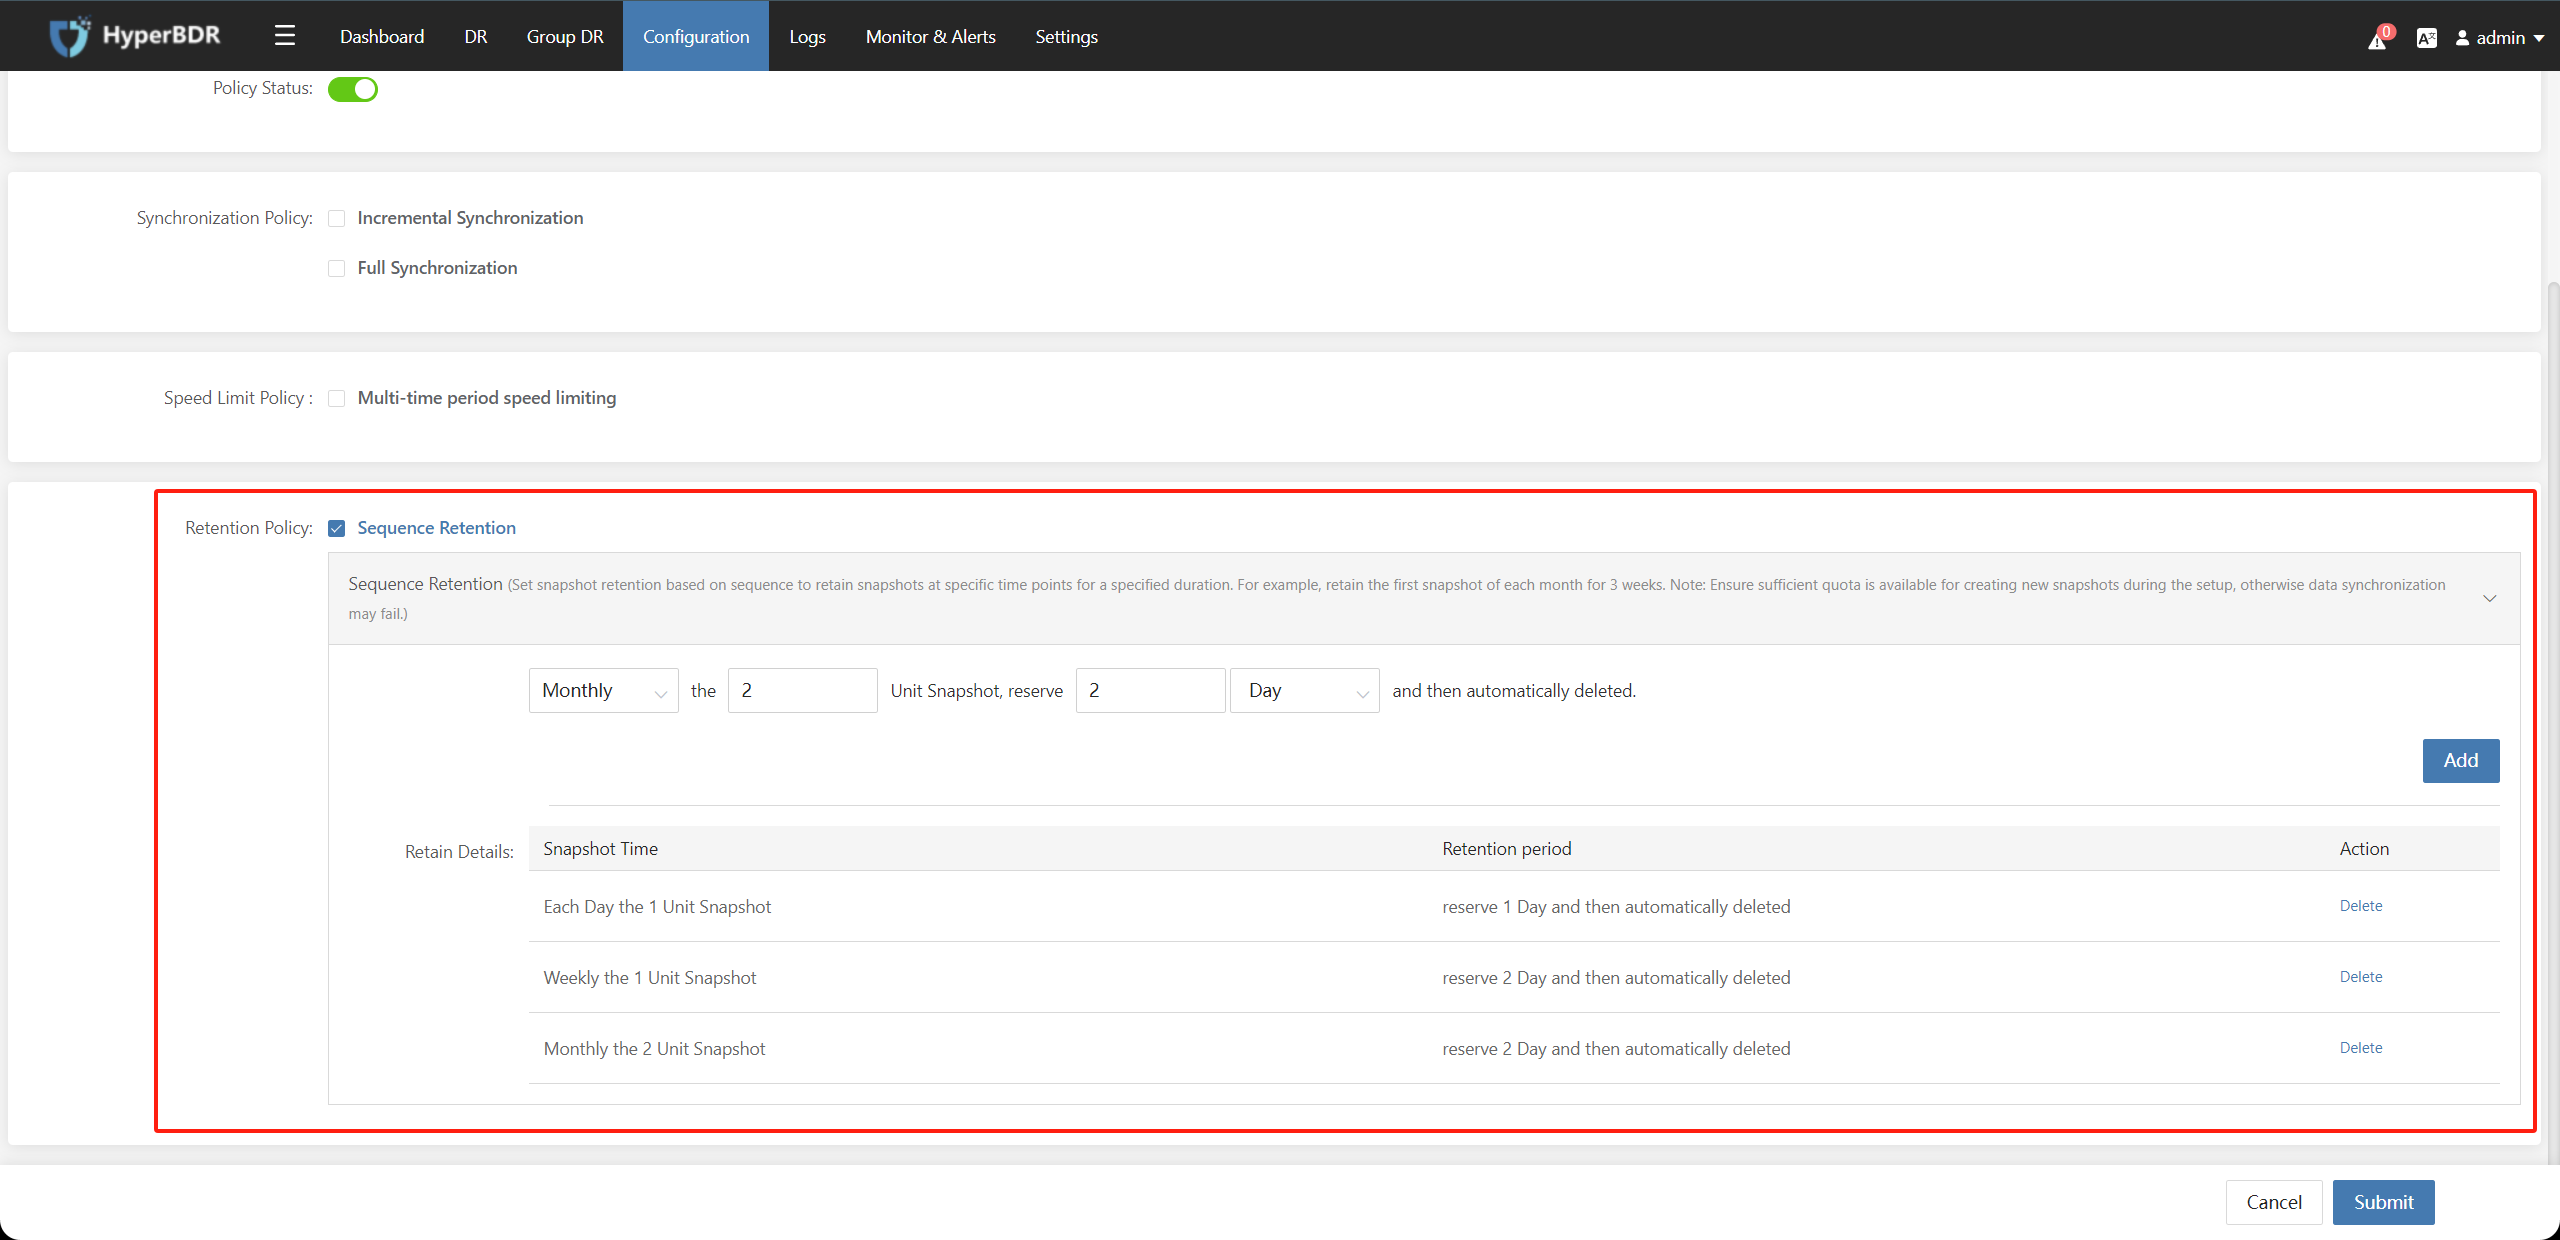 HyperBDR
Dashboard DR Group DR Configuration Logs Monitor & Alerts Settings 0 admin
Policy Status:
Synchronization Policy: Incremental Synchronization
Full Synchronization
Speed Limit Policy : Multi-time period speed limiting
Retention Policy: Sequence Retention
Sequence Retention (Set snapshot retention based on sequence to retain snapshots at specific time points for a specified duration. For example, retain the first snapshot of each month for 3 weeks. Note: Ensure sufficient quota is available for creating new snapshots during the setup, otherwise data synchronization
may fail.)
Monthly the 2 Unit Snapshot, reserve 2 Day and then automatically deleted.
Add
Retain Details: Snapshot Time Retention period Action
Each Day the 1 Unit Snapshot reserve 1 Day and then automatically deleted Delete
Weekly the 1 Unit Snapshot reserve 2 Day and then automatically deleted Delete
Monthly the 2 Unit Snapshot reserve 2 Day and then automatically deleted Delete
Cancel Submit